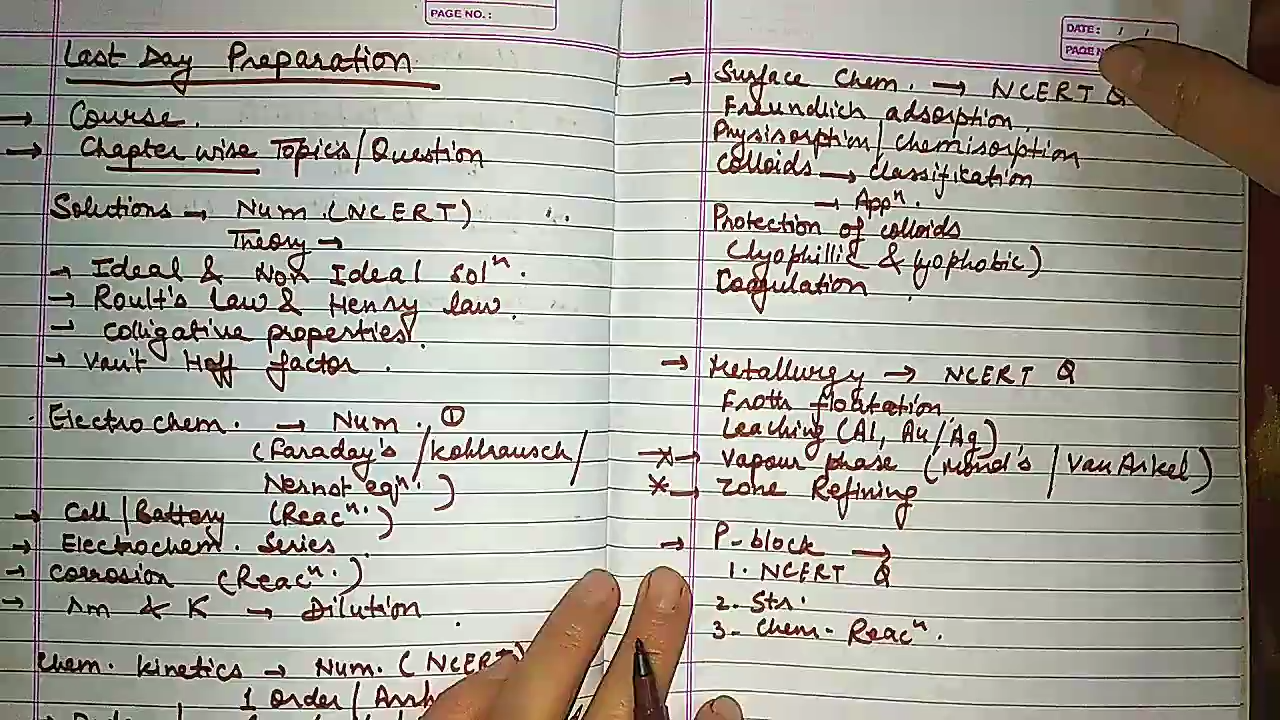 PAGE NO.:
Last Day Preparation
→ Course.
→ Chapter wise Topics/Question
Solutions → Num. (NCERT)
Theory →
→ Ideal & Non Ideal solⁿ.
→ Roult's Law & Henry law.
→ Colligative properties.
→ Van't Hoff factor.
Electrochem. → Num. ①
(Faraday's/Kohlrausch/
Nernst eqⁿ.)
→ Cell/Battery (Reacⁿ.)
→ Electrochem. Series.
→ Corrosion (Reacⁿ.)
→ Λm & K → Dilution.
Chem. kinetics → Num. (NCERT)
1 Order/
DATE: / /
PAGE
→ Surface Chem. → NCERT Q
Freundlich adsorption.
Physisorption/Chemisorption
Colloids → Classification
→ Appⁿ.
Protection of colloids
(lyophillic & lyophobic)
Coagulation.
→ Metallurgy → NCERT Q
Froth floatation
Leaching (Al, Au/Ag)
*→ Vapour phase (Mond's/Van Arkel)
*→ Zone Refining
→ P-block →
1. NCERT Q
2. Str.
3- Chem- Reacⁿ.